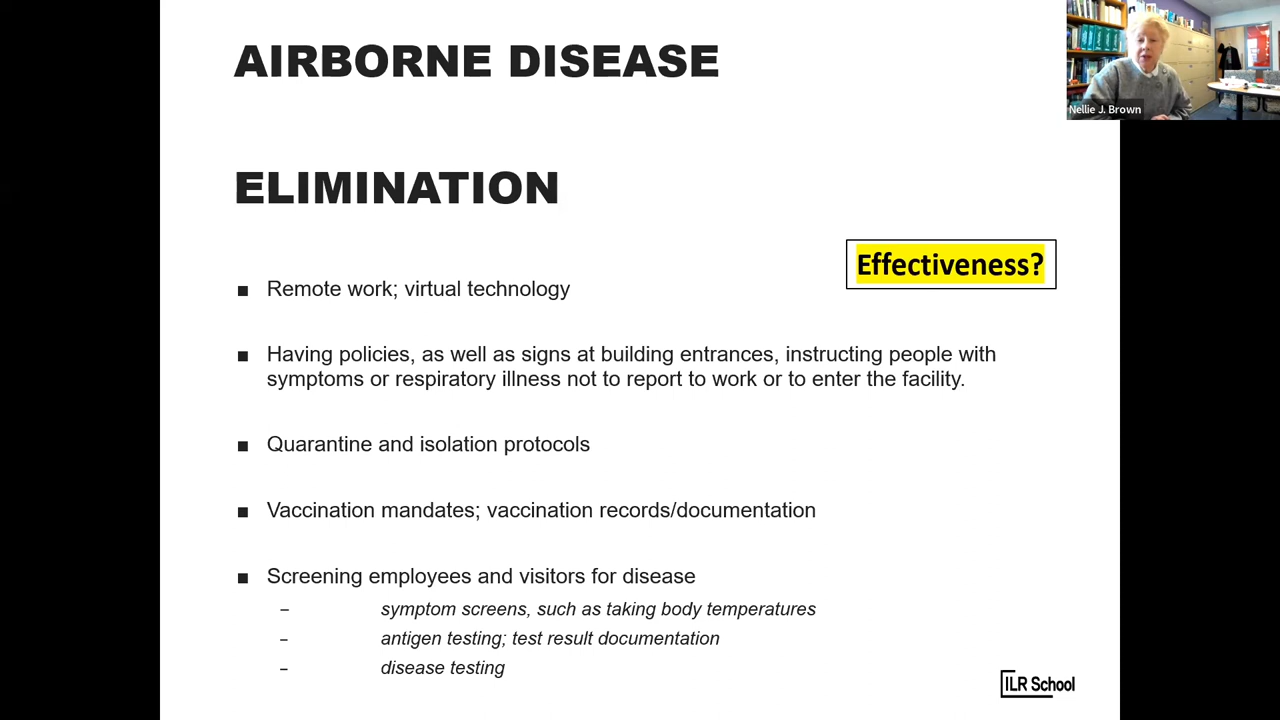 AIRBORNE DISEASE
Nellie J. Brown
ELIMINATION
Effectiveness?
■ Remote work; virtual technology
■ Having policies, as well as signs at building entrances, instructing people with
symptoms or respiratory illness not to report to work or to enter the facility.
■ Quarantine and isolation protocols
■ Vaccination mandates; vaccination records/documentation
■ Screening employees and visitors for disease
– symptom screens, such as taking body temperatures
– antigen testing; test result documentation
– disease testing
ILR School